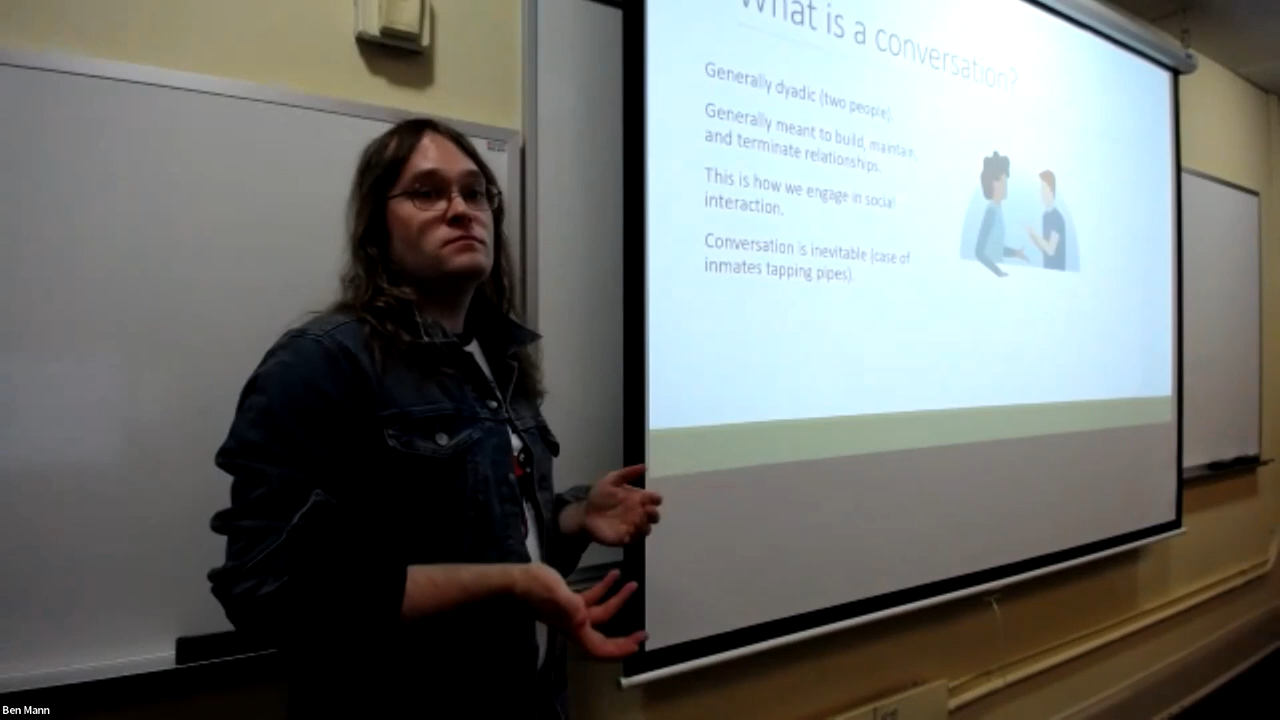 What is a conversation?
Generally dyadic (two people).
Generally meant to build, maintain,
and terminate relationships.
This is how we engage in social
interaction.
Conversation is inevitable (case of
inmates tapping pipes).
Ben Mann